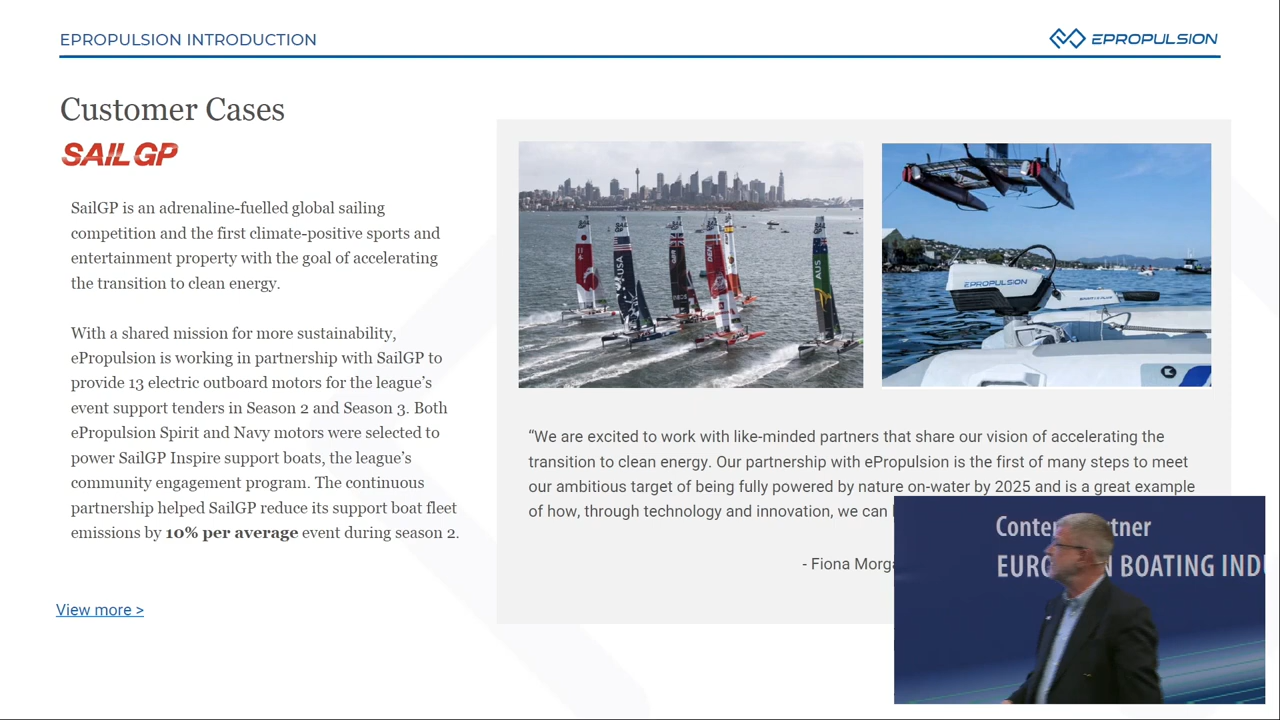 EPROPULSION INTRODUCTION
EPROPULSION
Customer Cases
SAILGP
SailGP is an adrenaline-fuelled global sailing
competition and the first climate-positive sports and
entertainment property with the goal of accelerating
the transition to clean energy.
With a shared mission for more sustainability,
ePropulsion is working in partnership with SailGP to
provide 13 electric outboard motors for the league's
event support tenders in Season 2 and Season 3. Both
ePropulsion Spirit and Navy motors were selected to
power SailGP Inspire support boats, the league's
community engagement program. The continuous
partnership helped SailGP reduce its support boat fleet
emissions by 10% per average event during season 2.
View more >
USA
DEN
AUS
EPROPULSION
“We are excited to work with like-minded partners that share our vision of accelerating the
transition to clean energy. Our partnership with ePropulsion is the first of many steps to meet
our ambitious target of being fully powered by nature on-water by 2025 and is a great example
of how, through technology and innovation, we can
- Fiona Morga
BOATING INDU